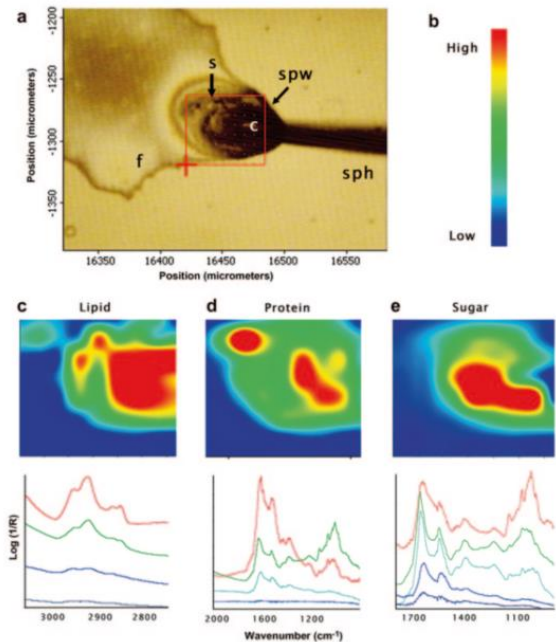 a
b
-1200
-1250
-1300
-1350
Position (micrometers)
s
spw
c
f
sph
16350 16400 16450 16500 16550
Position (micrometers)
High
Low
c Lipid
d Protein
e Sugar
Log (1/R)
3000 2900 2800
2000 1600 1200
1700 1400 1100
Wavenumber (cm-1)